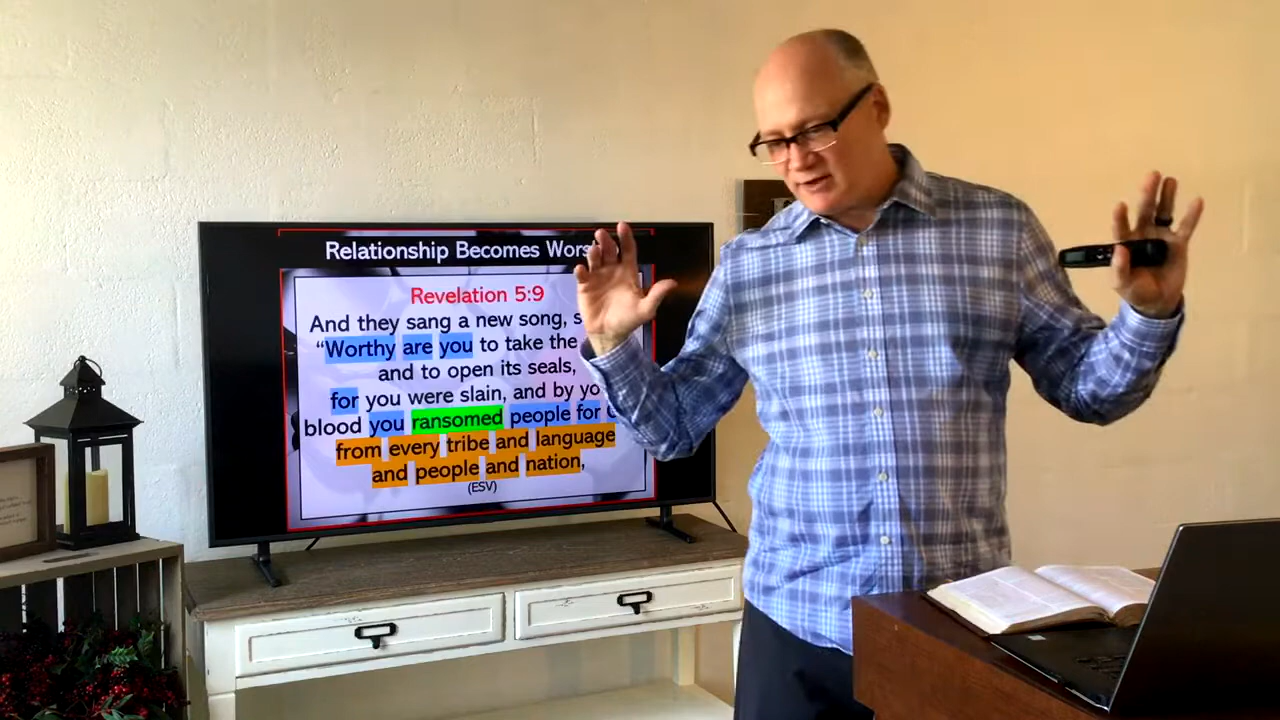 Relationship Becomes
Revelation 5:9
And they sang a new song,
“Worthy are you to take the
and to open its seals,
for you were slain, and by
blood you ransomed people for
from every tribe and language
and people and nation,
(ESV)